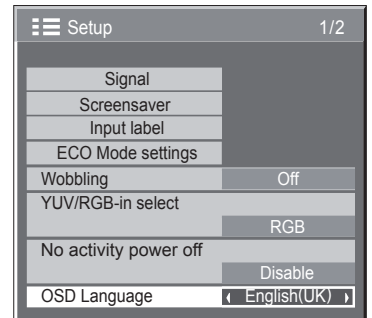 Setup 1/2
Signal
Screensaver
Input label
ECO Mode settings
Wobbling Off
YUV/RGB-in select
RGB
No activity power off
Disable
OSD Language English(UK)